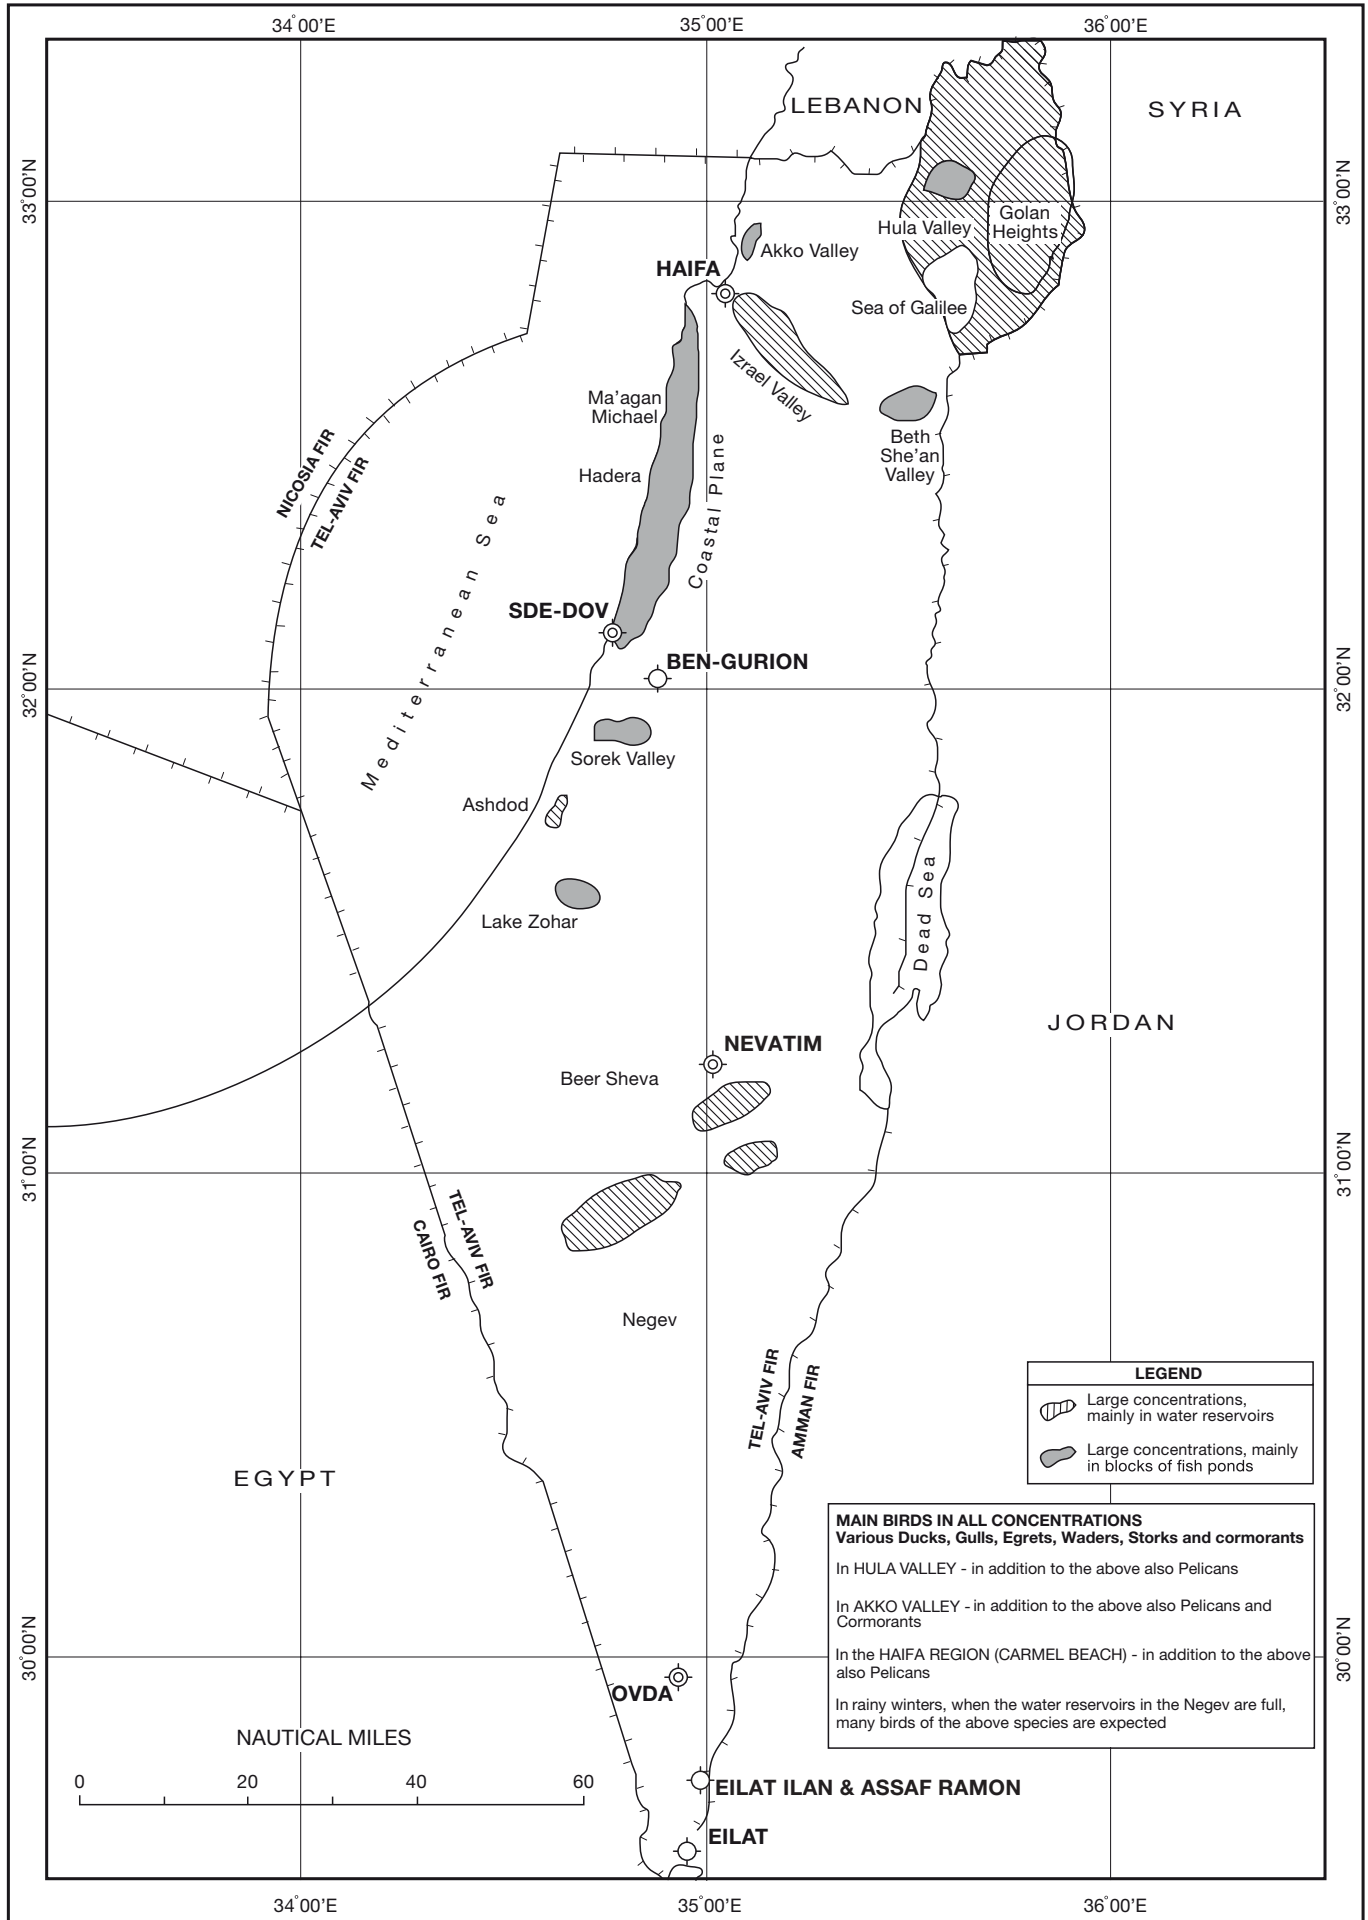 34°00'E
35°00'E
36°00'E
LEBANON
SYRIA
33°00'N
33°00'N
Hula Valley
Golan
Heights
Akko Valley
HAIFA
Sea of Galilee
Izrael Valley
Ma'agan
Michael
Beth
She'an
Valley
Hadera
Coastal Plane
NICOSIA FIR
TEL-AVIV FIR
Mediterranean Sea
SDE-DOV
BEN-GURION
32°00'N
32°00'N
Sorek Valley
Ashdod
Lake Zohar
Dead Sea
JORDAN
NEVATIM
Beer Sheva
31°00'N
31°00'N
TEL-AVIV FIR
CAIRO FIR
Negev
TEL-AVIV FIR
AMMAN FIR
LEGEND
Large concentrations,
mainly in water reservoirs
Large concentrations, mainly
in blocks of fish ponds
EGYPT
MAIN BIRDS IN ALL CONCENTRATIONS
Various Ducks, Gulls, Egrets, Waders, Storks and cormorants
In HULA VALLEY - in addition to the above also Pelicans
In AKKO VALLEY - in addition to the above also Pelicans and
Cormorants
In the HAIFA REGION (CARMEL BEACH) - in addition to the above
also Pelicans
In rainy winters, when the water reservoirs in the Negev are full,
many birds of the above species are expected
30°00'N
30°00'N
OVDA
NAUTICAL MILES
0 20 40 60
EILAT ILAN & ASSAF RAMON
EILAT
34°00'E
35°00'E
36°00'E